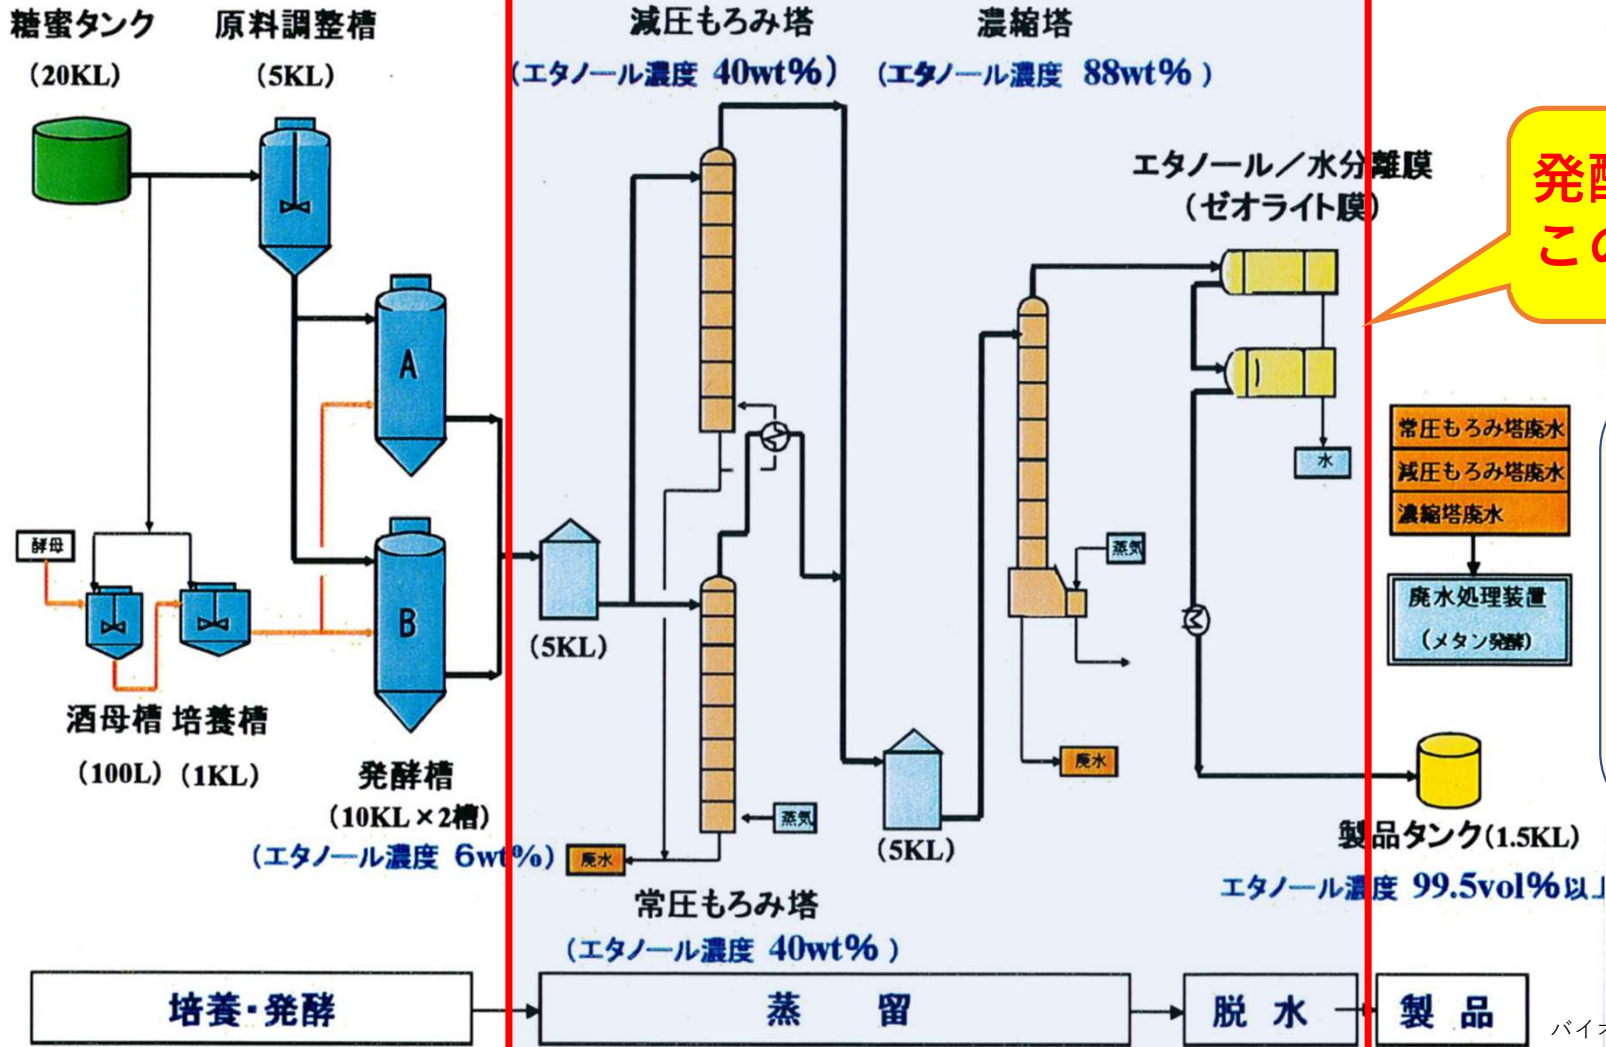 糖蜜タンク
(20KL)
原料調整槽
(5KL)
減圧もろみ塔
(エタノール濃度 40wt%)
濃縮塔
(エタノール濃度 88wt%)
エタノール／水分離膜
(ゼオライト膜)
発酵
この
A
B
酵母
酒母槽
(100L)
培養槽
(1KL)
発酵槽
(10KL×2槽)
(エタノール濃度 6wt%)
(5KL)
蒸気
廃水
常圧もろみ塔
(エタノール濃度 40wt%)
(5KL)
蒸気
廃水
水
常圧もろみ塔廃水
減圧もろみ塔廃水
濃縮塔廃水
廃水処理装置
(メタン発酵)
製品タンク(1.5KL)
エタノール濃度 99.5vol%以上
培養・発酵
蒸 留
脱 水
製 品
バイオ